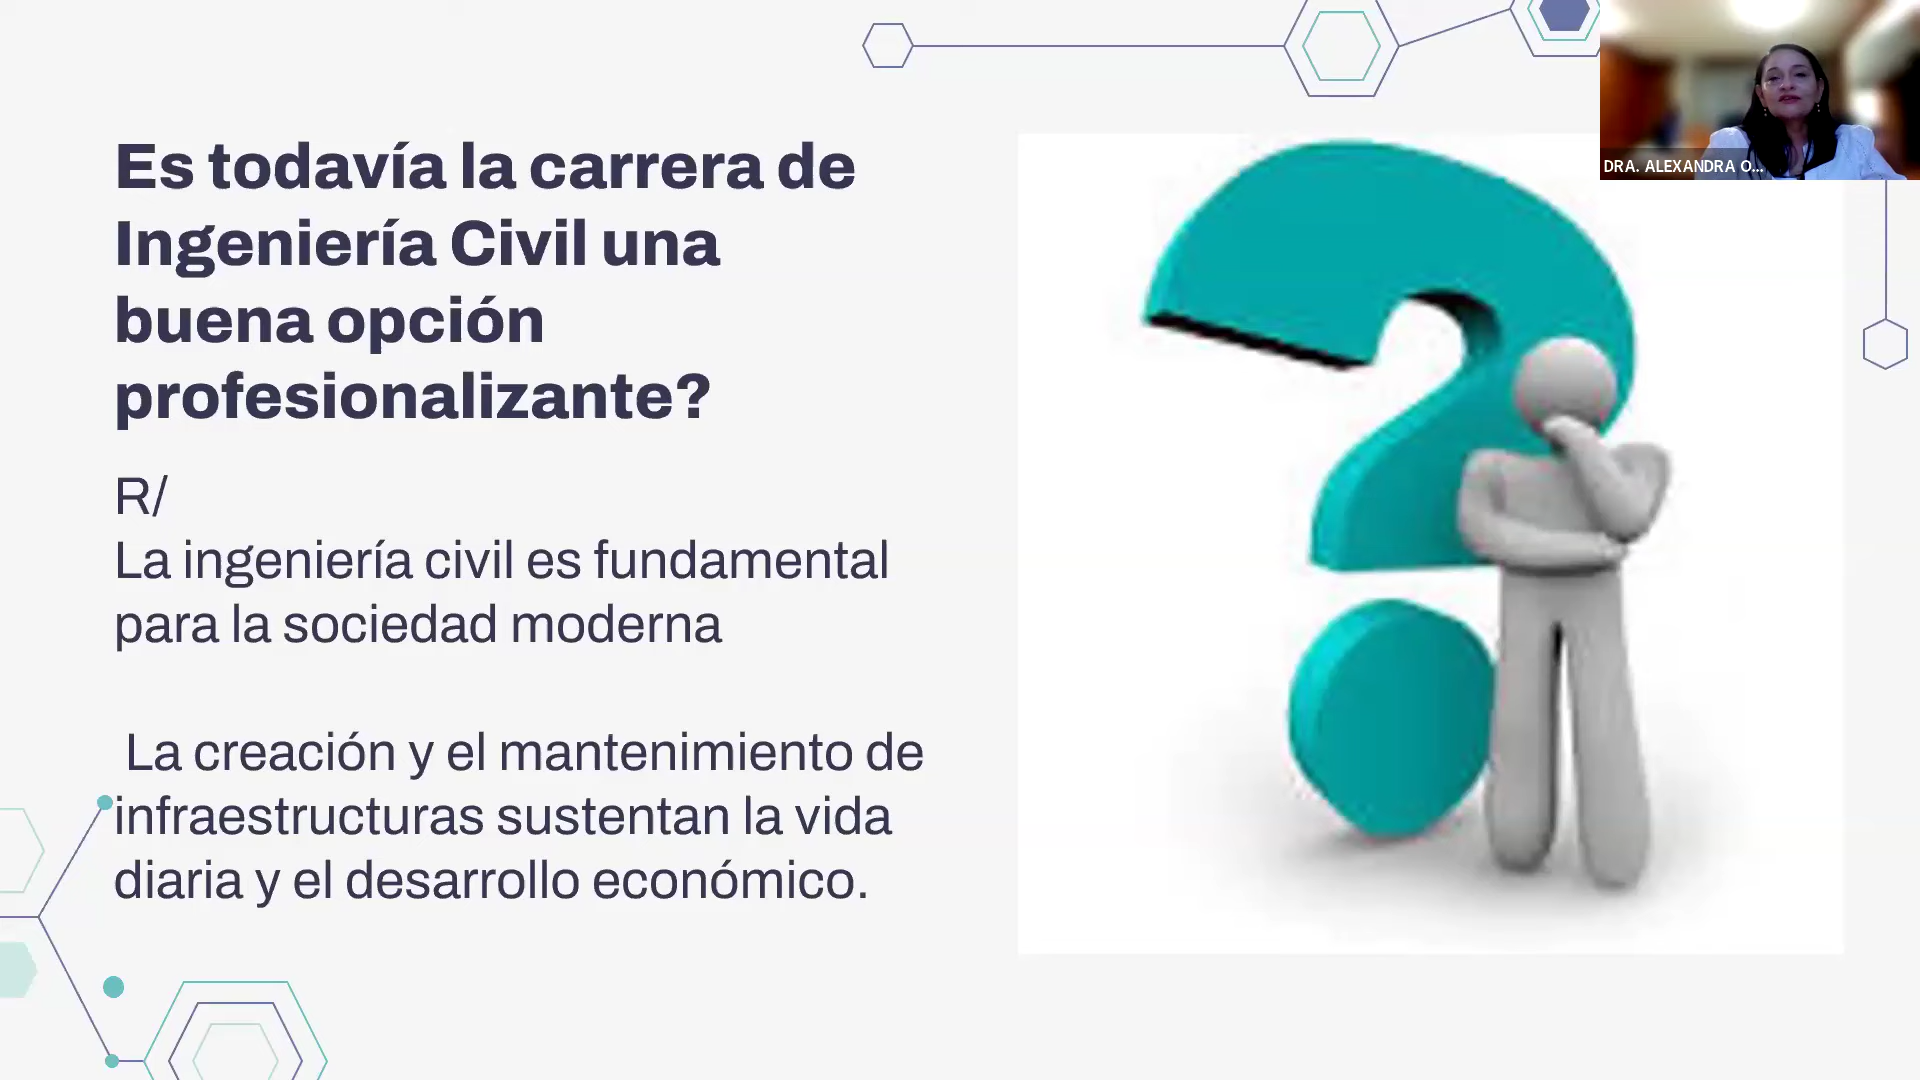 Es todavía la carrera de
Ingeniería Civil una
buena opción
profesionalizante?
R/
La ingeniería civil es fundamental
para la sociedad moderna
La creación y el mantenimiento de
infraestructuras sustentan la vida
diaria y el desarrollo económico.
DRA. ALEXANDRA O...